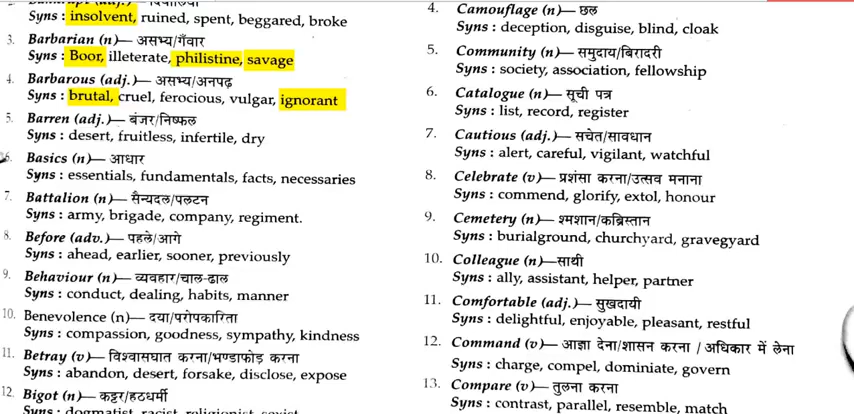 Syns : insolvent, ruined, spent, beggared, broke
3. Barbarian (n)— असभ्य/गँवार
Syns : Boor, illeterate, philistine, savage
4. Barbarous (adj.)— असभ्य/अनपढ़
Syns : brutal, cruel, ferocious, vulgar, ignorant
5. Barren (adj.)— बंजर/निष्फल
Syns : desert, fruitless, infertile, dry
6. Basics (n)— आधार
Syns : essentials, fundamentals, facts, necessaries
7. Battalion (n)— सैन्यदल/पलटन
Syns : army, brigade, company, regiment.
8. Before (adv.)— पहले/आगे
Syns : ahead, earlier, sooner, previously
9. Behaviour (n)— व्यवहार/चाल-ढाल
Syns : conduct, dealing, habits, manner
10. Benevolence (n)— दया/परोपकारिता
Syns : compassion, goodness, sympathy, kindness
11. Betray (v)— विश्वासघात करना/भण्डाफोड़ करना
Syns : abandon, desert, forsake, disclose, expose
12. Bigot (n)— कट्टर/हठधर्मी
Syns : dogmatist, racist, religionist, sexist
4. Camouflage (n)— छल
Syns : deception, disguise, blind, cloak
5. Community (n)— समुदाय/बिरादरी
Syns : society, association, fellowship
6. Catalogue (n)— सूची पत्र
Syns : list, record, register
7. Cautious (adj.)— सचेत/सावधान
Syns : alert, careful, vigilant, watchful
8. Celebrate (v)— प्रशंसा करना/उत्सव मनाना
Syns : commend, glorify, extol, honour
9. Cemetery (n)— श्मशान/कब्रिस्तान
Syns : burialground, churchyard, gravegyard
10. Colleague (n)—साथी
Syns : ally, assistant, helper, partner
11. Comfortable (adj.)— सुखदायी
Syns : delightful, enjoyable, pleasant, restful
12. Command (v)— आज्ञा देना/शासन करना / अधिकार में लेना
Syns : charge, compel, dominiate, govern
13. Compare (v)— तुलना करना
Syns : contrast, parallel, resemble, match